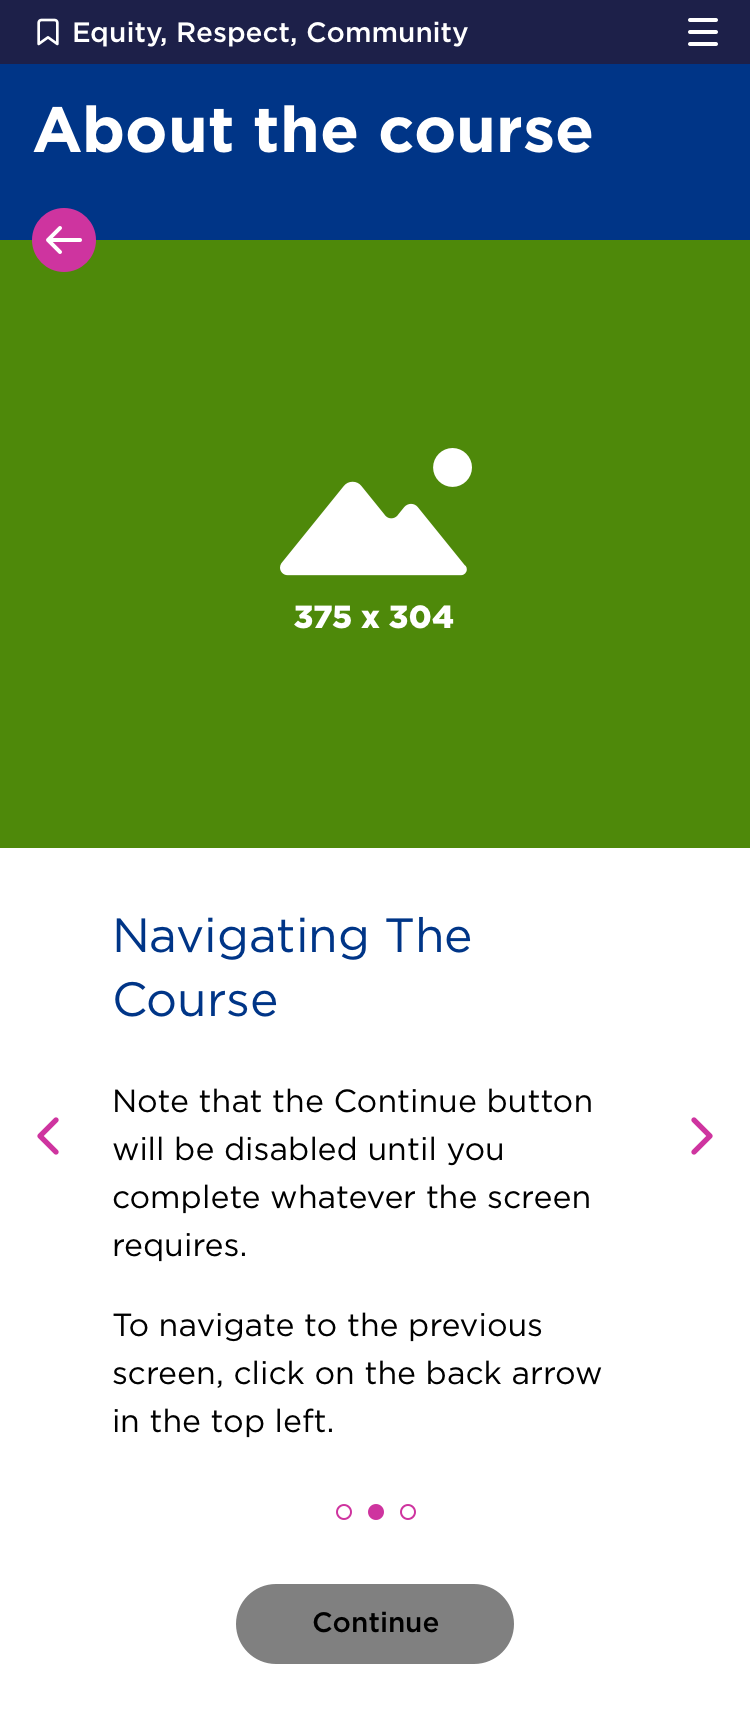 Equity, Respect, Community
About the course
375 x 304
Navigating The
Course
Note that the Continue button
will be disabled until you
complete whatever the screen
requires.
To navigate to the previous
screen, click on the back arrow
in the top left.
Continue